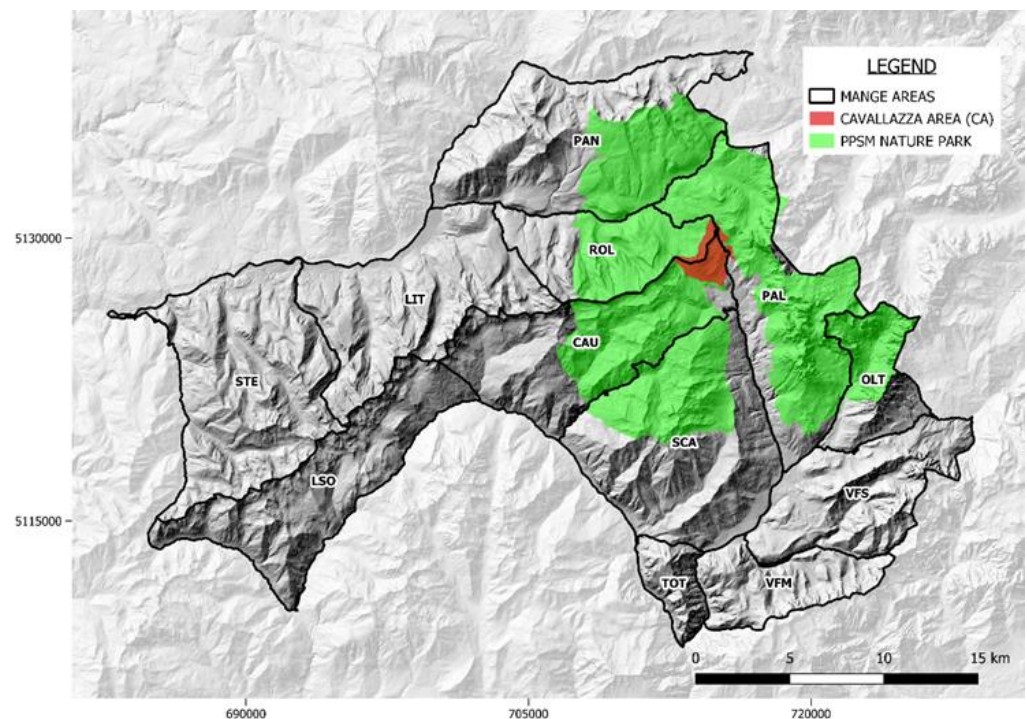 LEGEND
MANGE AREAS
CAVALLAZZA AREA (CA)
PPSM NATURE PARK
PAN
5130000
ROL
LIT
PAL
CAU
STE
OLT
SCA
LSO
VFS
5115000
TOT
VFM
0 5 10 15 km
690000 705000 720000